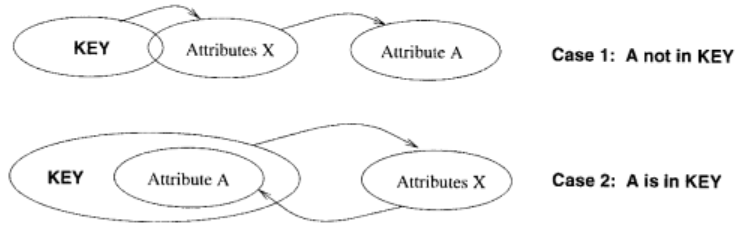 KEY Attributes X Attribute A Case 1: A not in KEY
KEY Attribute A Attributes X Case 2: A is in KEY